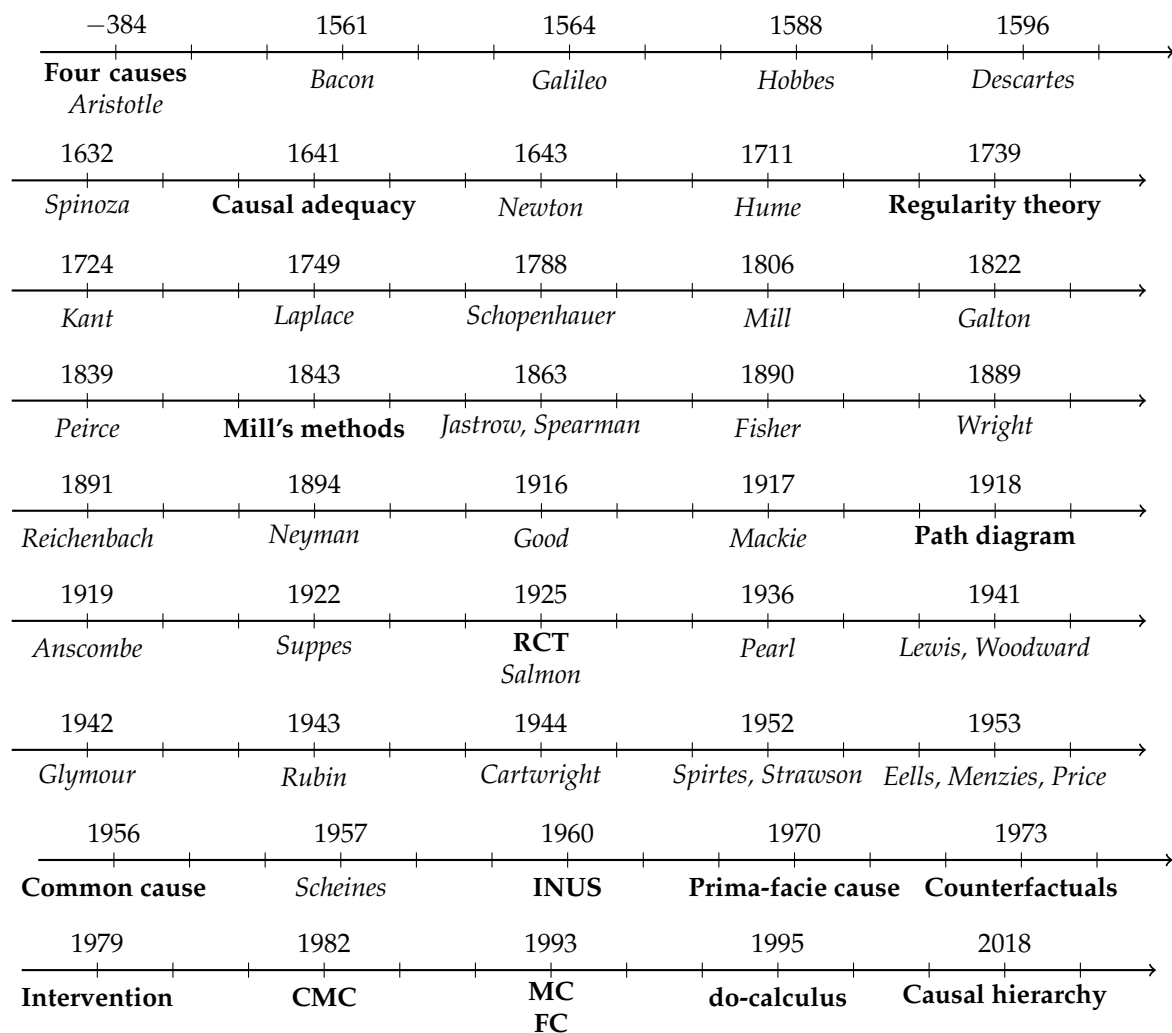 −384 1561 1564 1588 1596
Four causes Bacon Galileo Hobbes Descartes
Aristotle
1632 1641 1643 1711 1739
Spinoza Causal adequacy Newton Hume Regularity theory
1724 1749 1788 1806 1822
Kant Laplace Schopenhauer Mill Galton
1839 1843 1863 1890 1889
Peirce Mill's methods Jastrow, Spearman Fisher Wright
1891 1894 1916 1917 1918
Reichenbach Neyman Good Mackie Path diagram
1919 1922 1925 1936 1941
Anscombe Suppes RCT Pearl Lewis, Woodward
Salmon
1942 1943 1944 1952 1953
Glymour Rubin Cartwright Spirtes, Strawson Eells, Menzies, Price
1956 1957 1960 1970 1973
Common cause Scheines INUS Prima-facie cause Counterfactuals
1979 1982 1993 1995 2018
Intervention CMC MC do-calculus Causal hierarchy
FC